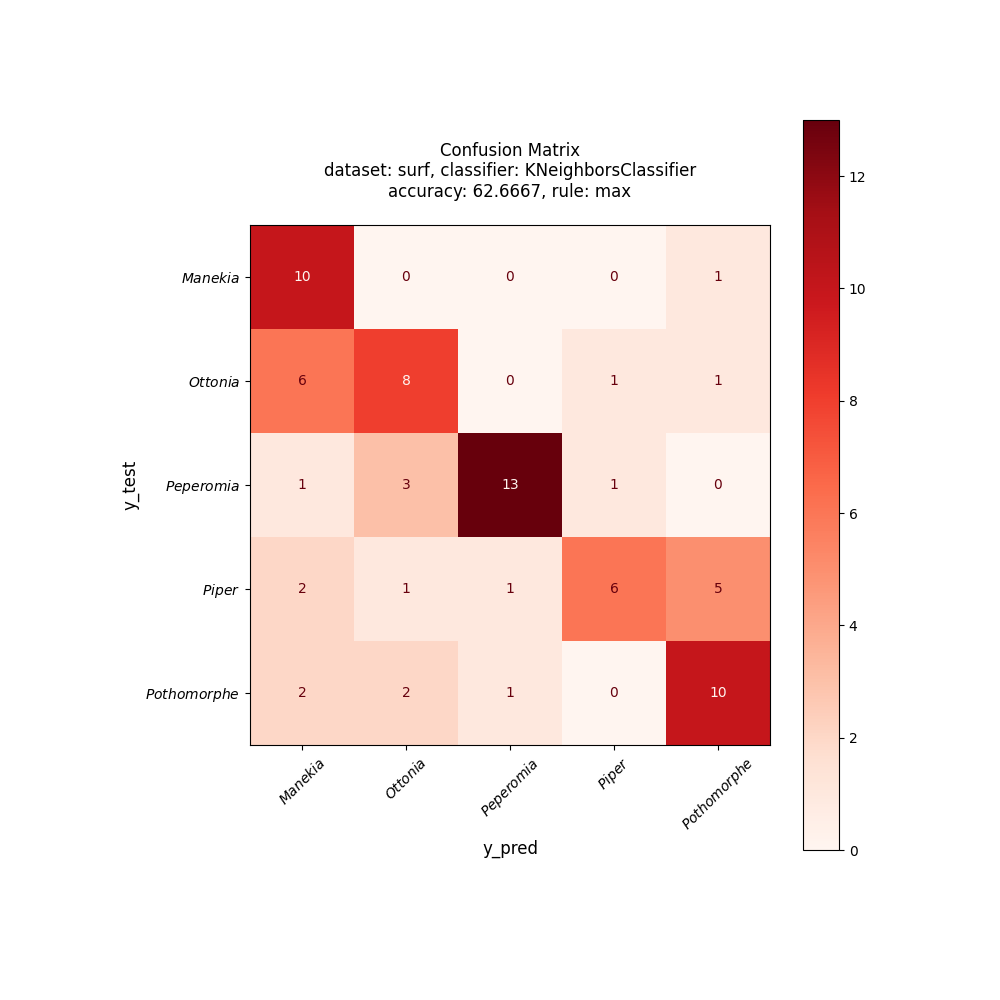 Confusion Matrix
dataset: surf, classifier: KNeighborsClassifier
accuracy: 62.6667, rule: max
Manekia 10 0 0 0 1
Ottonia 6 8 0 1 1
Peperomia 1 3 13 1 0
Piper 2 1 1 6 5
Pothomorphe 2 2 1 0 10
y_test
Manekia Ottonia Peperomia Piper Pothomorphe
y_pred
12
10
8
6
4
2
0